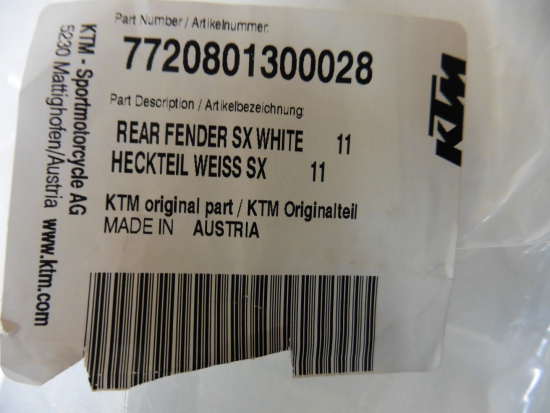 Part Number / Artikelnummer:
7720801300028
Part Description / Artikelbezeichnung:
REAR FENDER SX WHITE 11
HECKTEIL WEISS SX 11
KTM original part / KTM Originalteil
MADE IN AUSTRIA
KTM - Sportmotorcycle AG
5230 Mattighofen/Austria www.ktm.com
KTM